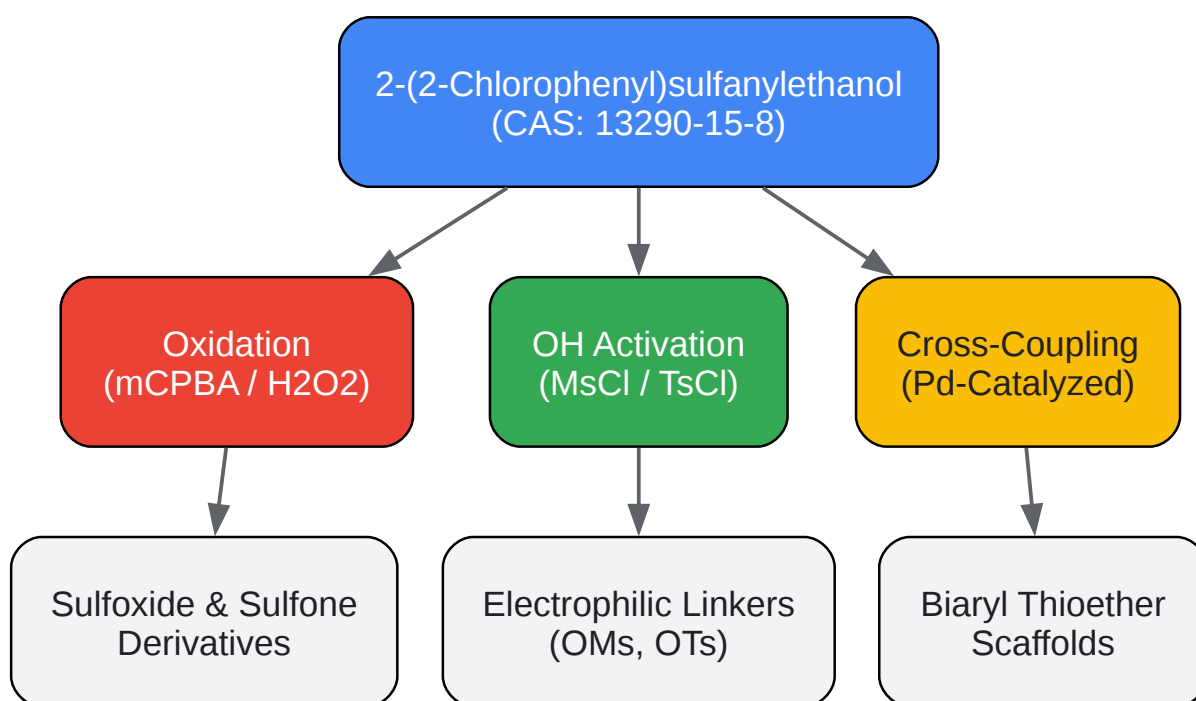 2-(2-Chlorophenyl)sulfanylethanol
(CAS: 13290-15-8)
Oxidation
(mCPBA / H2O2)
OH Activation
(MsCl / TsCl)
Cross-Coupling
(Pd-Catalyzed)
Sulfoxide & Sulfone
Derivatives
Electrophilic Linkers
(OMs, OTs)
Biaryl Thioether
Scaffolds